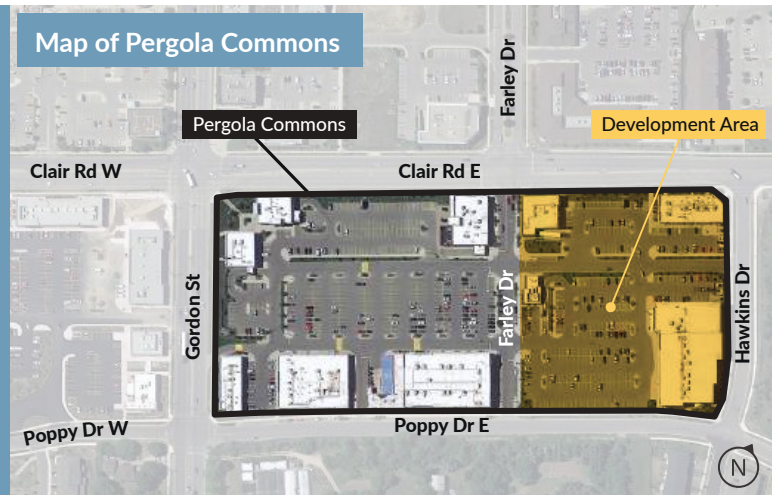 Map of Pergola Commons
Farley Dr
Pergola Commons
Development Area
Clair Rd W
Clair Rd E
Gordon St
Farley Dr
Hawkins Dr
Poppy Dr W
Poppy Dr E
N